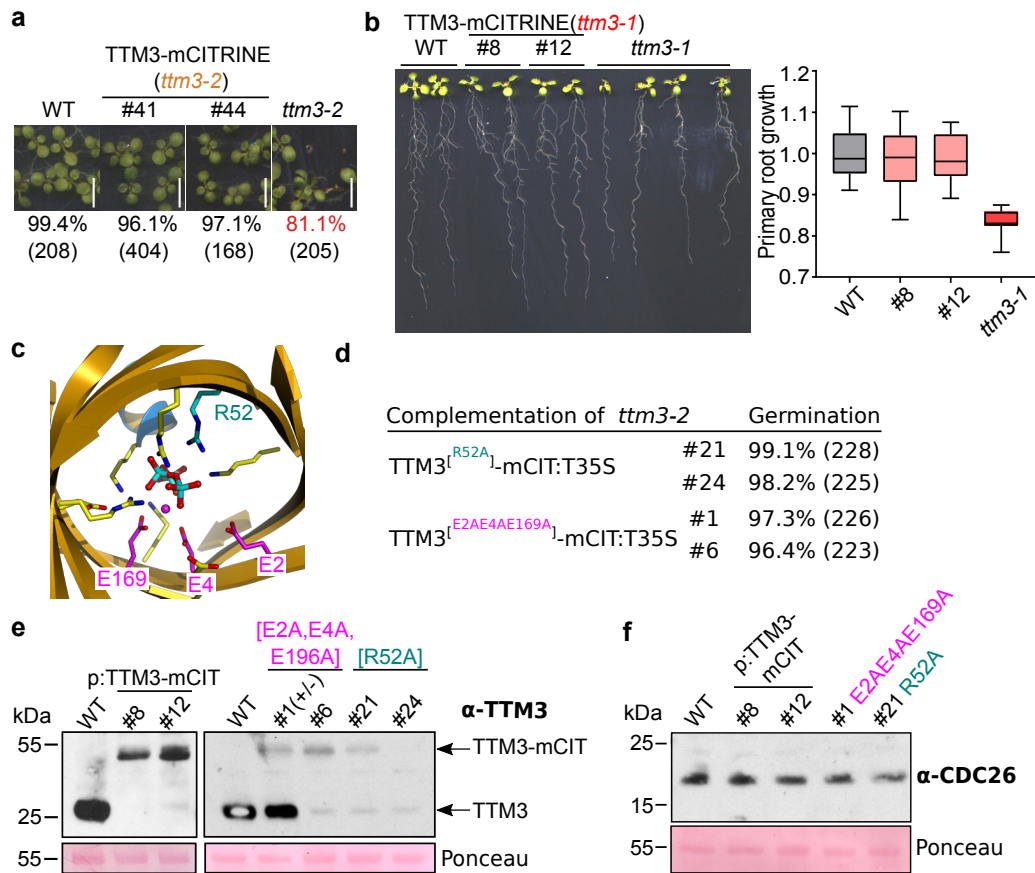 a
TTM3-mCITRINE
(ttm3-2)
WT #41 #44 ttm3-2
99.4% 96.1% 97.1% 81.1%
(208) (404) (168) (205)
b
TTM3-mCITRINE(ttm3-1)
WT #8 #12 ttm3-1
Primary root growth
1.2
1.1
1.0
0.9
0.8
0.7
WT #8 #12 ttm3-1
c
R52
E169 E4 E2
d
Complementation of ttm3-2 Germination
TTM3[R52A]-mCIT:T35S #21 99.1% (228)
#24 98.2% (225)
TTM3[E2AE4AE169A]-mCIT:T35S #1 97.3% (226)
#6 96.4% (223)
e
p:TTM3-mCIT
[E2A,E4A,
E196A] [R52A]
kDa WT #8 #12 WT #1(+/-) #6 #21 #24 α-TTM3
55 TTM3-mCIT
25 TTM3
55 Ponceau
f
p:TTM3-
mCIT
kDa WT #8 #12 #1 E2AE4AE169A #21 R52A
25
α-CDC26
15
55 Ponceau